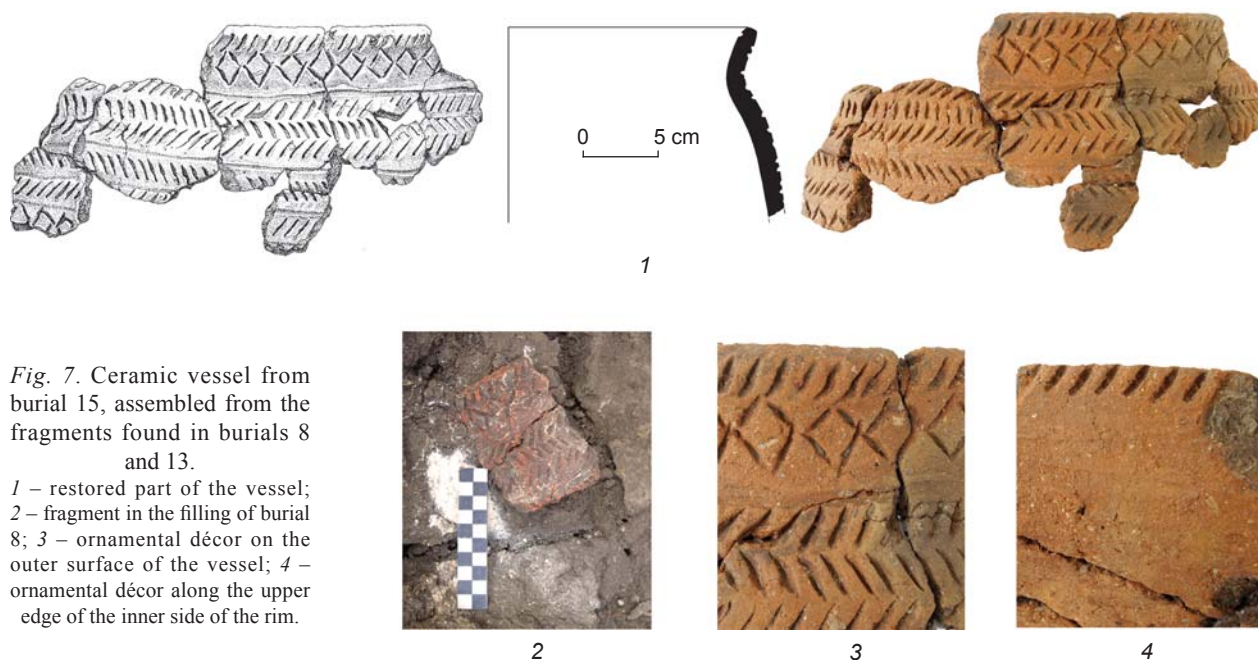 0 5 cm
1
Fig. 7. Ceramic vessel from
burial 15, assembled from the
fragments found in burials 8
and 13.
1 – restored part of the vessel;
2 – fragment in the filling of burial
8; 3 – ornamental décor on the
outer surface of the vessel; 4 –
ornamental décor along the upper
edge of the inner side of the rim.
2
3
4